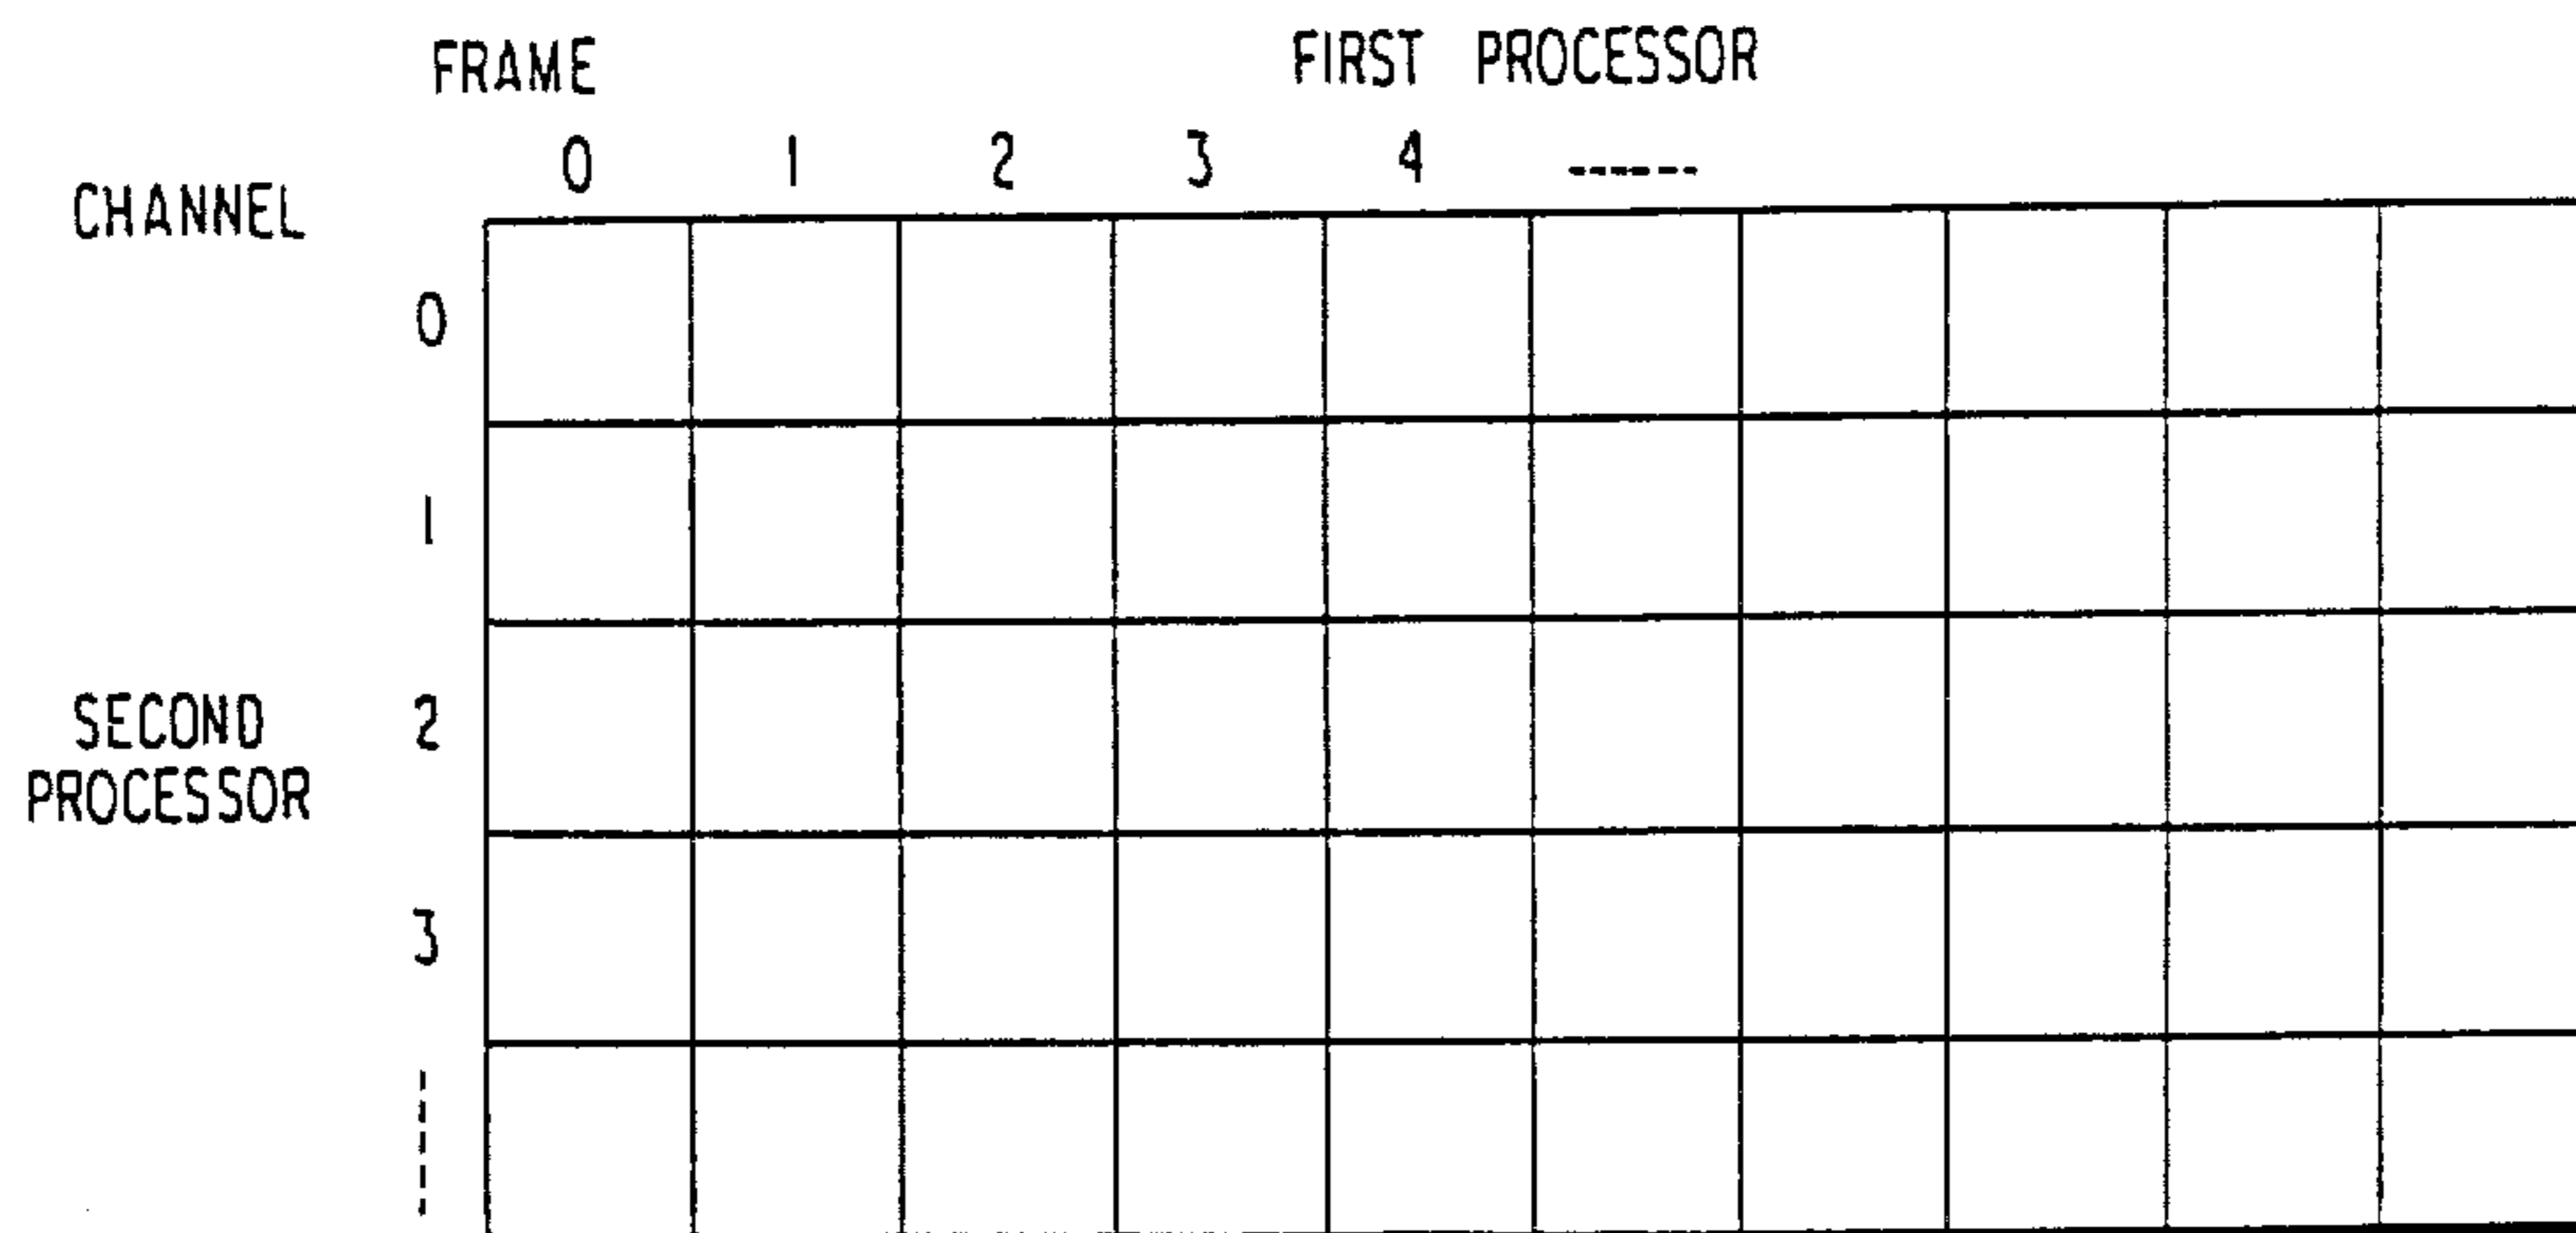 FRAME FIRST PROCESSOR
0 1 2 3 4 ------
CHANNEL
0
1
SECOND
PROCESSOR
2
3
-----